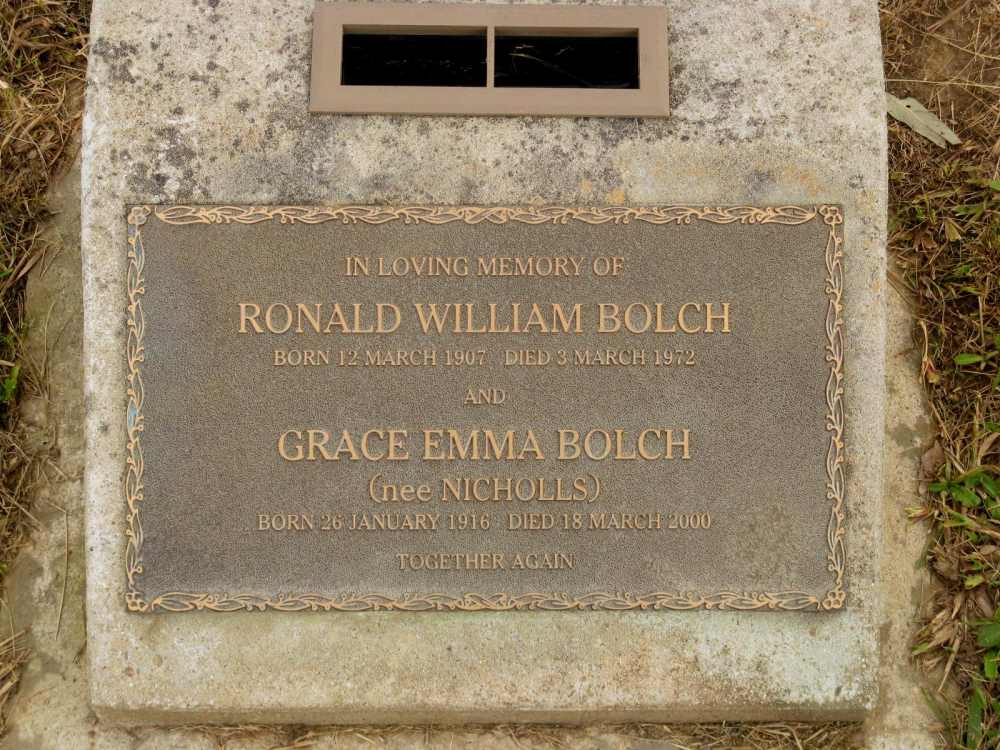 IN LOVING MEMORY OF
RONALD WILLIAM BOLCH
BORN 12 MARCH 1907 DIED 3 MARCH 1972
AND
GRACE EMMA BOLCH
(nee NICHOLLS)
BORN 26 JANUARY 1916 DIED 18 MARCH 2000
TOGETHER AGAIN